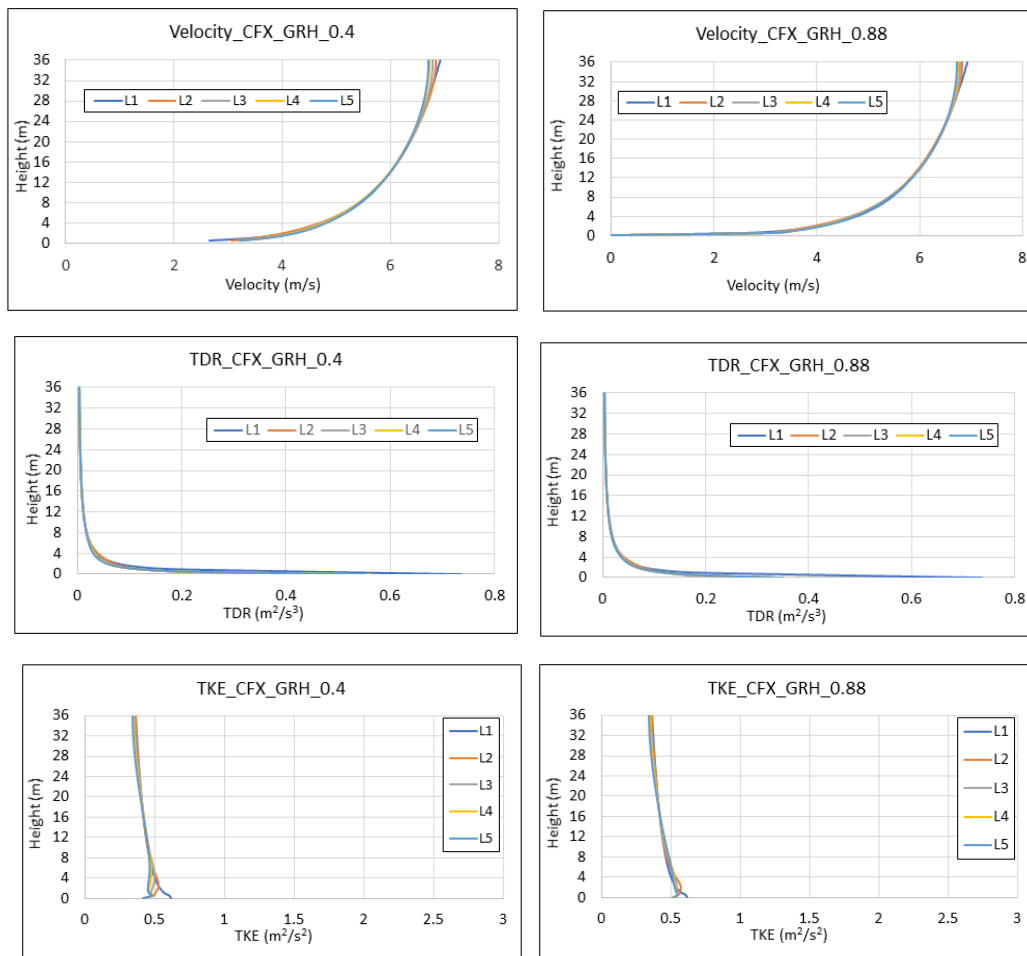 Velocity_CFX_GRH_0.4
36
32
28
24
20
16
12
8
4
0
Height (m)
L1 L2 L3 L4 L5
0 2 4 6 8
Velocity (m/s)
Velocity_CFX_GRH_0.88
36
32
28
24
20
16
12
8
4
0
Height (m)
L1 L2 L3 L4 L5
0 2 4 6 8
Velocity (m/s)
TDR_CFX_GRH_0.4
36
32
28
24
20
16
12
8
4
0
Height (m)
L1 L2 L3 L4 L5
0 0.2 0.4 0.6 0.8
TDR (m²/s³)
TDR_CFX_GRH_0.88
36
32
28
24
20
16
12
8
4
0
Height (m)
L1 L2 L3 L4 L5
0 0.2 0.4 0.6 0.8
TDR (m²/s³)
TKE_CFX_GRH_0.4
36
32
28
24
20
16
12
8
4
0
Height (m)
L1
L2
L3
L4
L5
0 0.5 1 1.5 2 2.5 3
TKE (m²/s²)
TKE_CFX_GRH_0.88
36
32
28
24
20
16
12
8
4
0
Height (m)
L1
L2
L3
L4
L5
0 0.5 1 1.5 2 2.5 3
TKE (m²/s²)